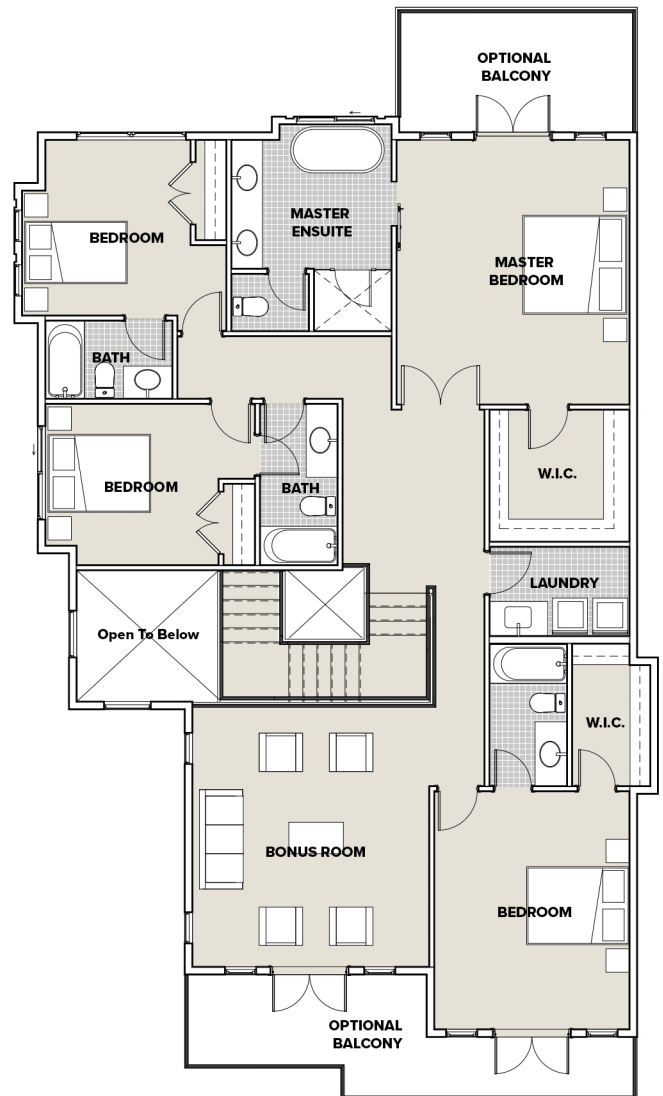 OPTIONAL
BALCONY
MASTER
ENSUITE
BEDROOM
MASTER
BEDROOM
BATH
W.I.C.
BEDROOM
BATH
LAUNDRY
Open To Below
W.I.C.
BONUS ROOM
BEDROOM
OPTIONAL
BALCONY